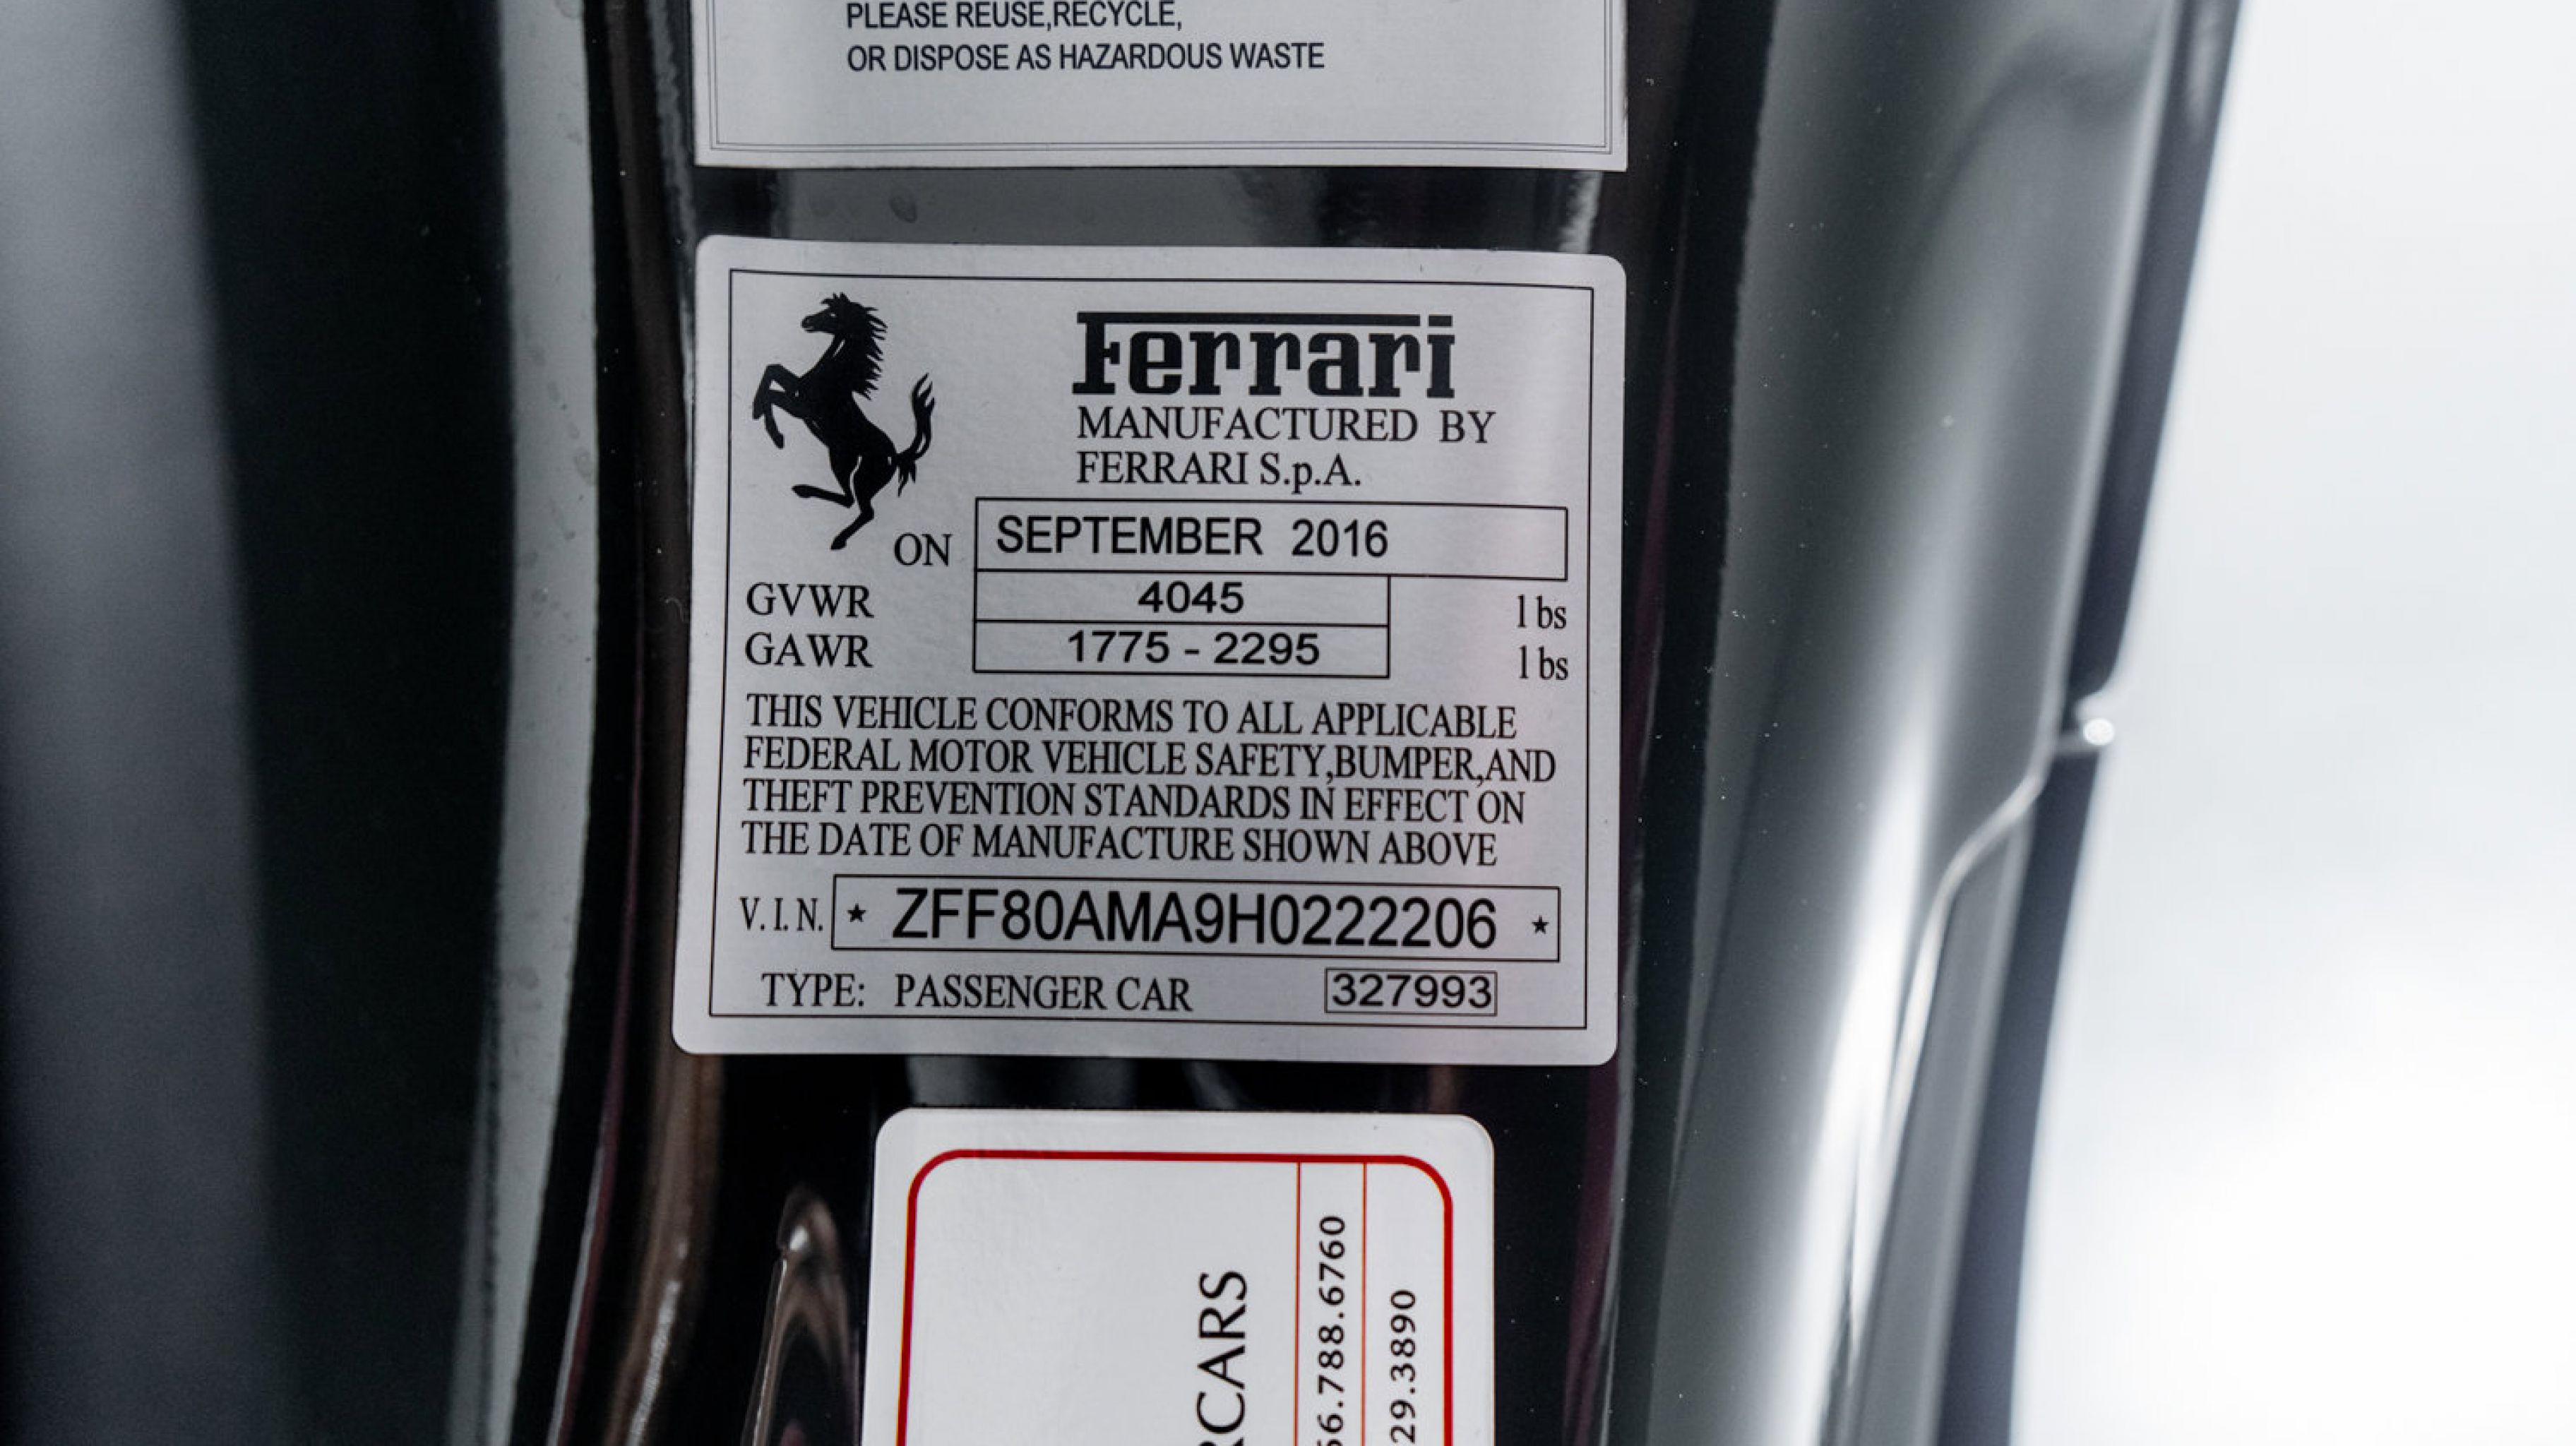 PLEASE REUSE,RECYCLE,
OR DISPOSE AS HAZARDOUS WASTE
Ferrari
MANUFACTURED BY
FERRARI S.p.A.
ON SEPTEMBER 2016
GVWR 4045 lbs
GAWR 1775 - 2295 lbs
THIS VEHICLE CONFORMS TO ALL APPLICABLE
FEDERAL MOTOR VEHICLE SAFETY,BUMPER,AND
THEFT PREVENTION STANDARDS IN EFFECT ON
THE DATE OF MANUFACTURE SHOWN ABOVE
V.I.N. ★ ZFF80AMA9H0222206 ★
TYPE: PASSENGER CAR 327993
RCARS
66.788.6760
29.3890